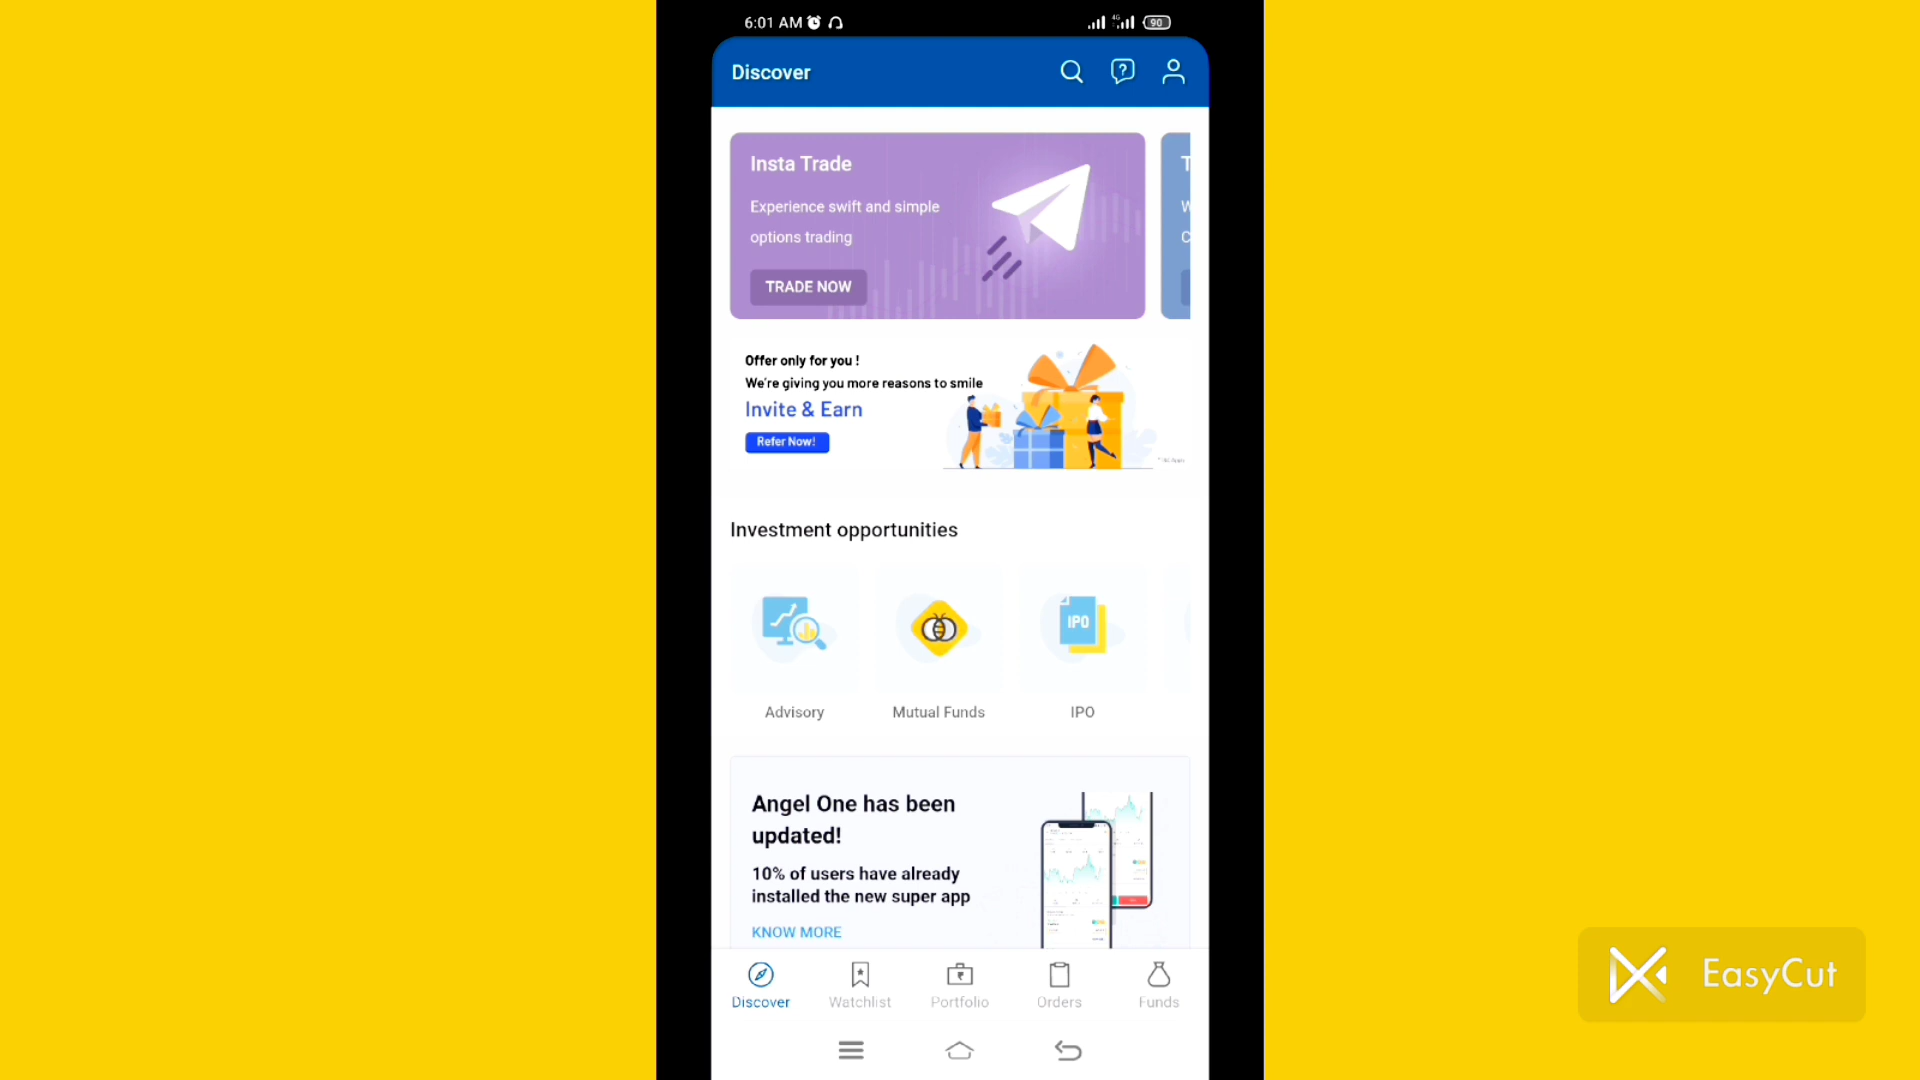 6:01 AM
4G
90
Discover
Insta Trade
Experience swift and simple
options trading
TRADE NOW
T
W
C
Offer only for you !
We're giving you more reasons to smile
Invite & Earn
Refer Now!
Investment opportunities
IPO
Advisory
Mutual Funds
IPO
Angel One has been
updated!
10% of users have already
installed the new super app
KNOW MORE
Discover
Watchlist
Portfolio
Orders
Funds
EasyCut